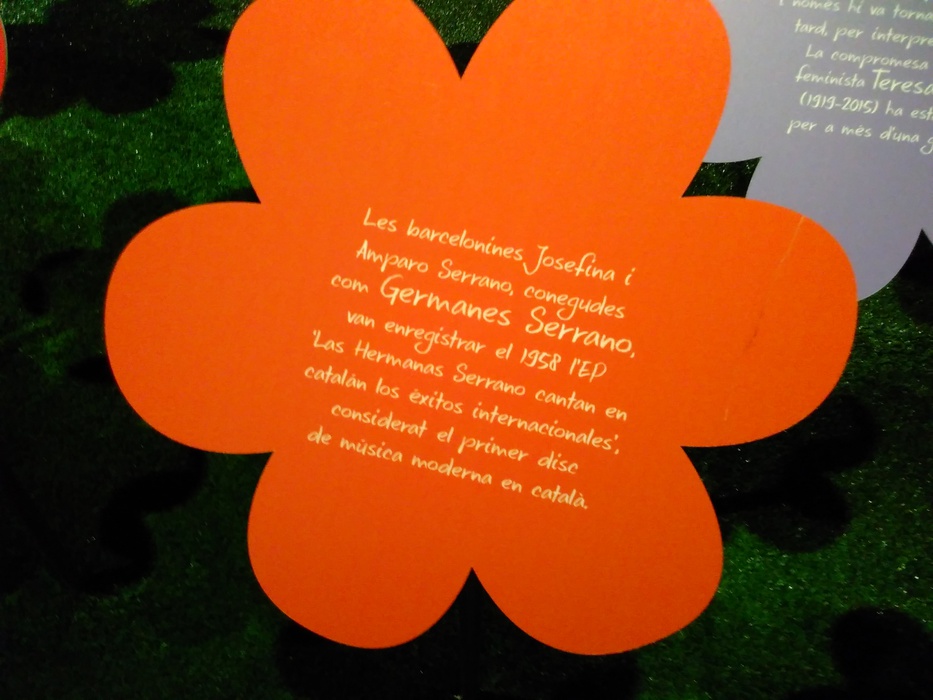 Les barcelonines Josefina i
Amparo Serrano, conegudes
com Germanes Serrano,
van enregistrar el 1958 l'EP
'Las Hermanas Serrano cantan en
catalán los éxitos internacionales',
considerat el primer disc
de música moderna en català.
només hi va torna
tard, per interpre
La compromesa
feminista Teresa
(1919-2015) ha est
per a més d'una g